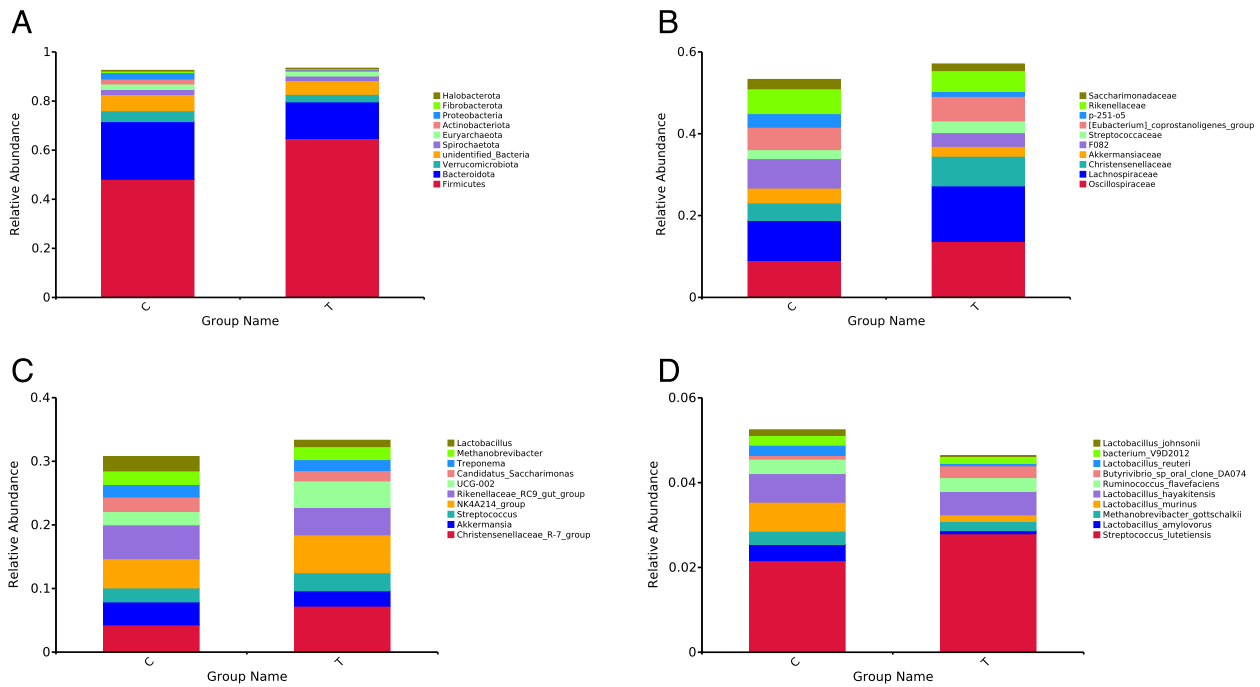 A
Relative Abundance
1
0.8
0.6
0.4
0.2
0
C
T
Group Name
Halobacterota
Fibrobacterota
Proteobacteria
Actinobacteriota
Euryarchaeota
Spirochaetota
unidentified_Bacteria
Verrucomicrobiota
Bacteroidota
Firmicutes
B
Relative Abundance
0.6
0.4
0.2
0
C
T
Group Name
Saccharimonadaceae
Rikenellaceae
p-251-o5
[Eubacterium]_coprostanoligenes_group
Streptococcaceae
F082
Akkermansiaceae
Christensenellaceae
Lachnospiraceae
Oscillospiraceae
C
Relative Abundance
0.4
0.3
0.2
0.1
0
C
T
Group Name
Lactobacillus
Methanobrevibacter
Treponema
Candidatus_Saccharimonas
UCG-002
Rikenellaceae_RC9_gut_group
NK4A214_group
Streptococcus
Akkermansia
Christensenellaceae_R-7_group
D
Relative Abundance
0.06
0.04
0.02
0
C
T
Group Name
Lactobacillus_johnsonii
bacterium_V9D2012
Lactobacillus_reuteri
Butyrivibrio_sp_oral_clone_DA074
Ruminococcus_flavefaciens
Lactobacillus_hayakitensis
Lactobacillus_murinus
Methanobrevibacter_gottschalkii
Lactobacillus_amylovorus
Streptococcus_lutetiensis